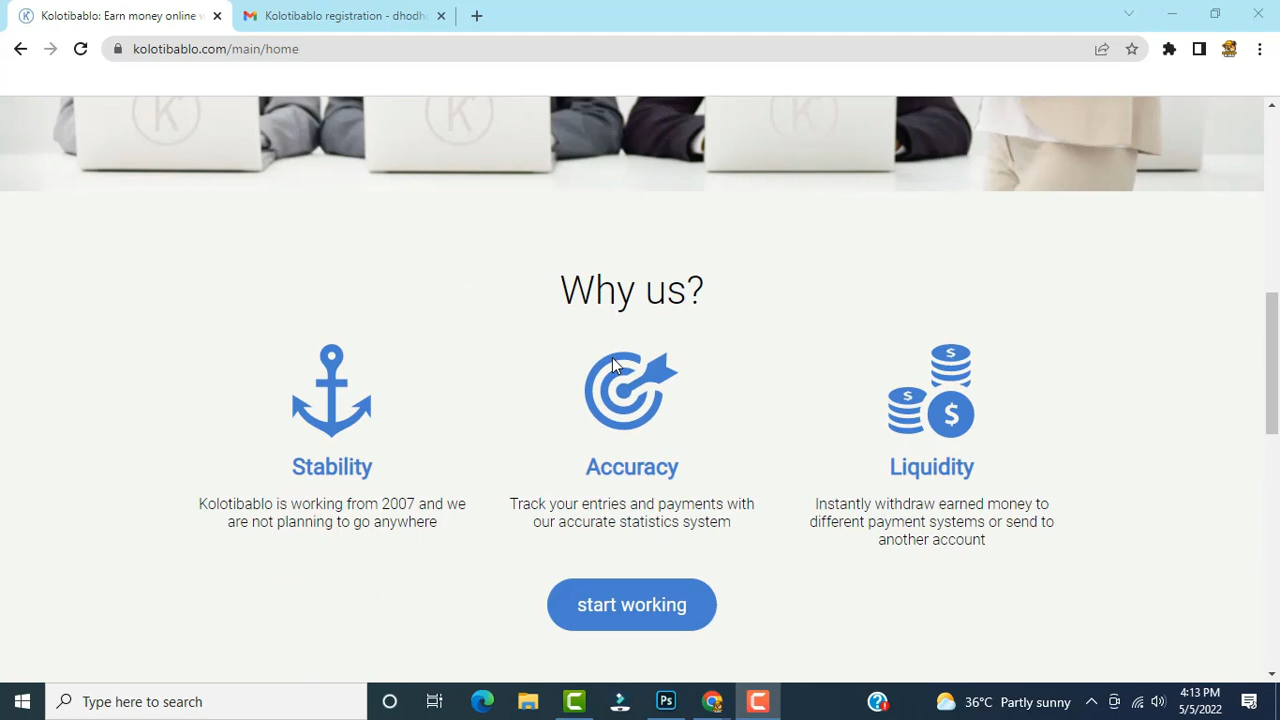 Kolotibablo: Earn money online
Kolotibablo registration - dhodh
kolotibablo.com/main/home
K K
Why us?
$
$ $
Stability Accuracy Liquidity
Kolotibablo is working from 2007 and we
are not planning to go anywhere
Track your entries and payments with
our accurate statistics system
Instantly withdraw earned money to
different payment systems or send to
another account
start working
Type here to search
Ps
36°C Partly sunny
4:13 PM
5/5/2022